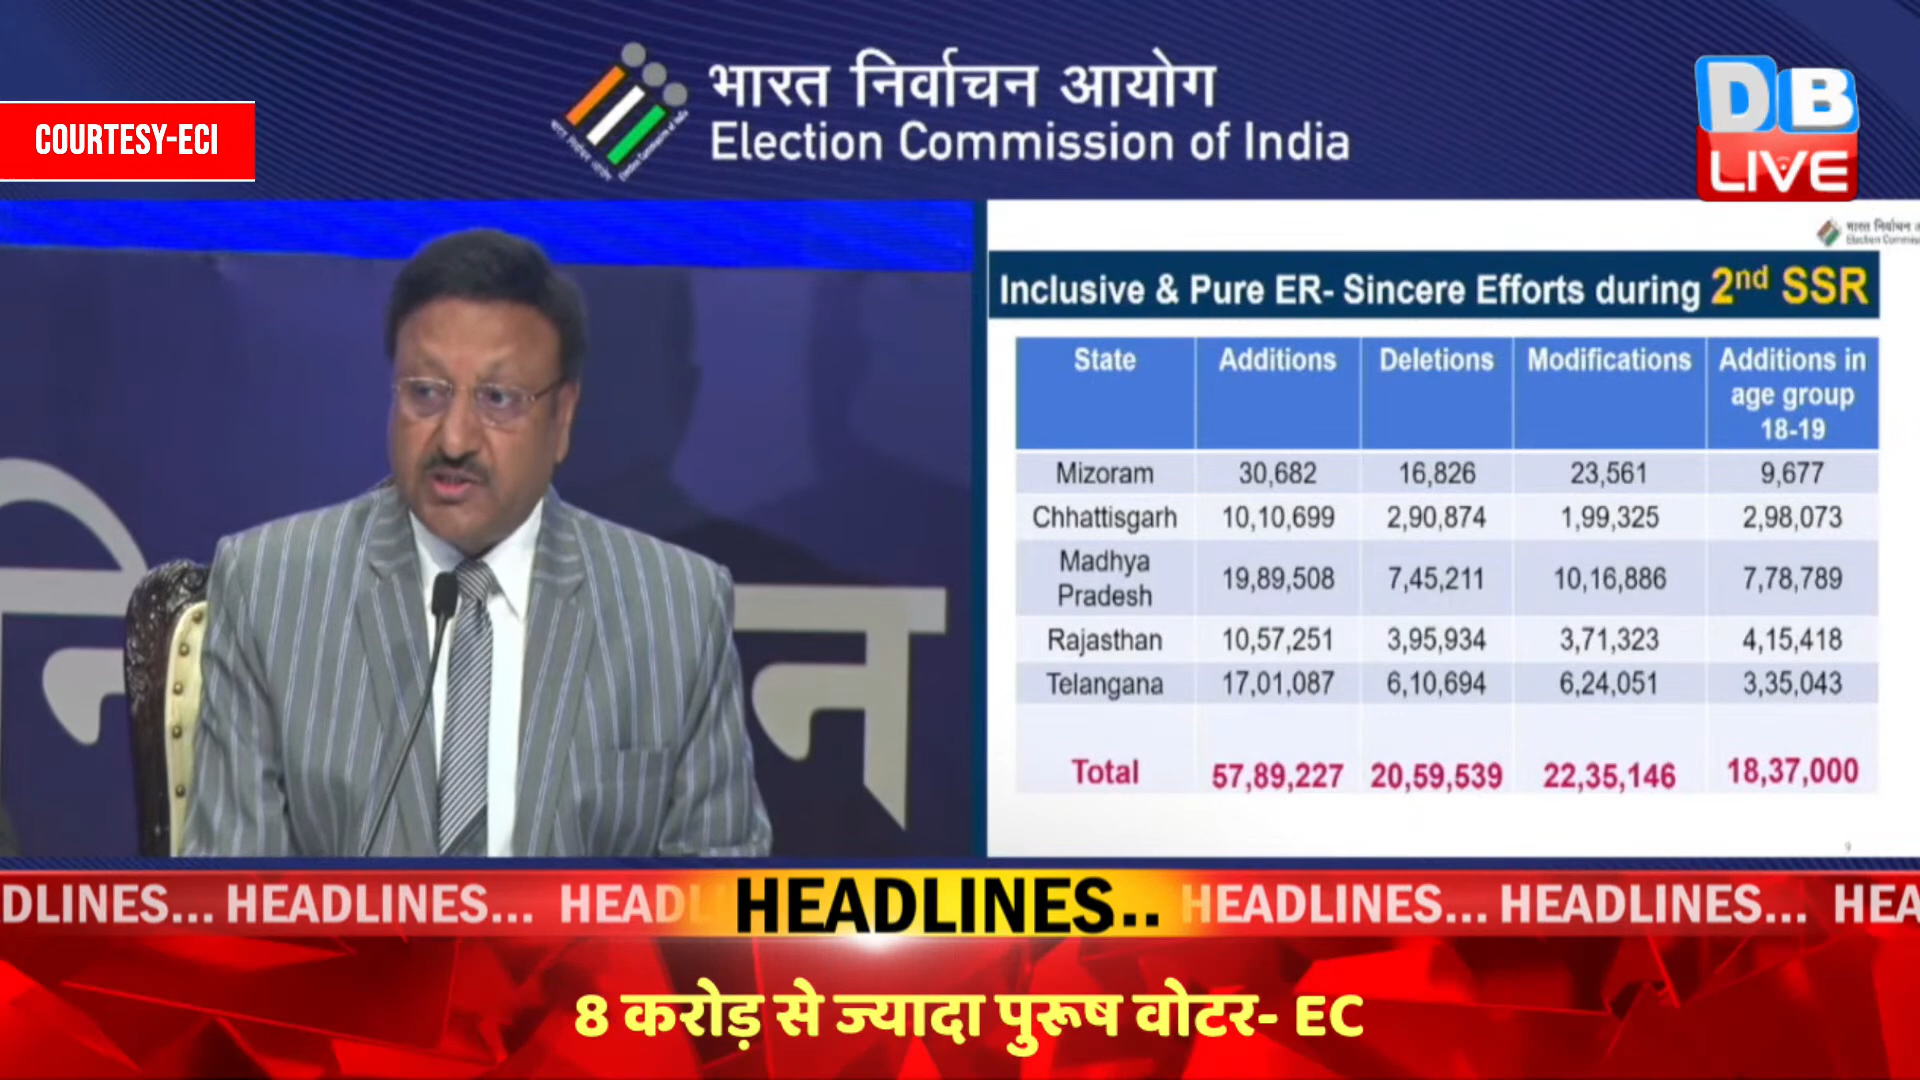 भारत निर्वाचन आयोग
Election Commission of India
COURTESY-ECI
DB
LIVE
Inclusive & Pure ER- Sincere Efforts during 2nd SSR
State Additions Deletions Modifications Additions in age group 18-19
Mizoram 30,682 16,826 23,561 9,677
Chhattisgarh 10,10,699 2,90,874 1,99,325 2,98,073
Madhya Pradesh 19,89,508 7,45,211 10,16,886 7,78,789
Rajasthan 10,57,251 3,95,934 3,71,323 4,15,418
Telangana 17,01,087 6,10,694 6,24,051 3,35,043
Total 57,89,227 20,59,539 22,35,146 18,37,000
9
DLINES... HEADLINES... HEADL HEADLINES.. HEADLINES... HEADLINES... HEA
8 करोड़ से ज्यादा पुरूष वोटर- EC